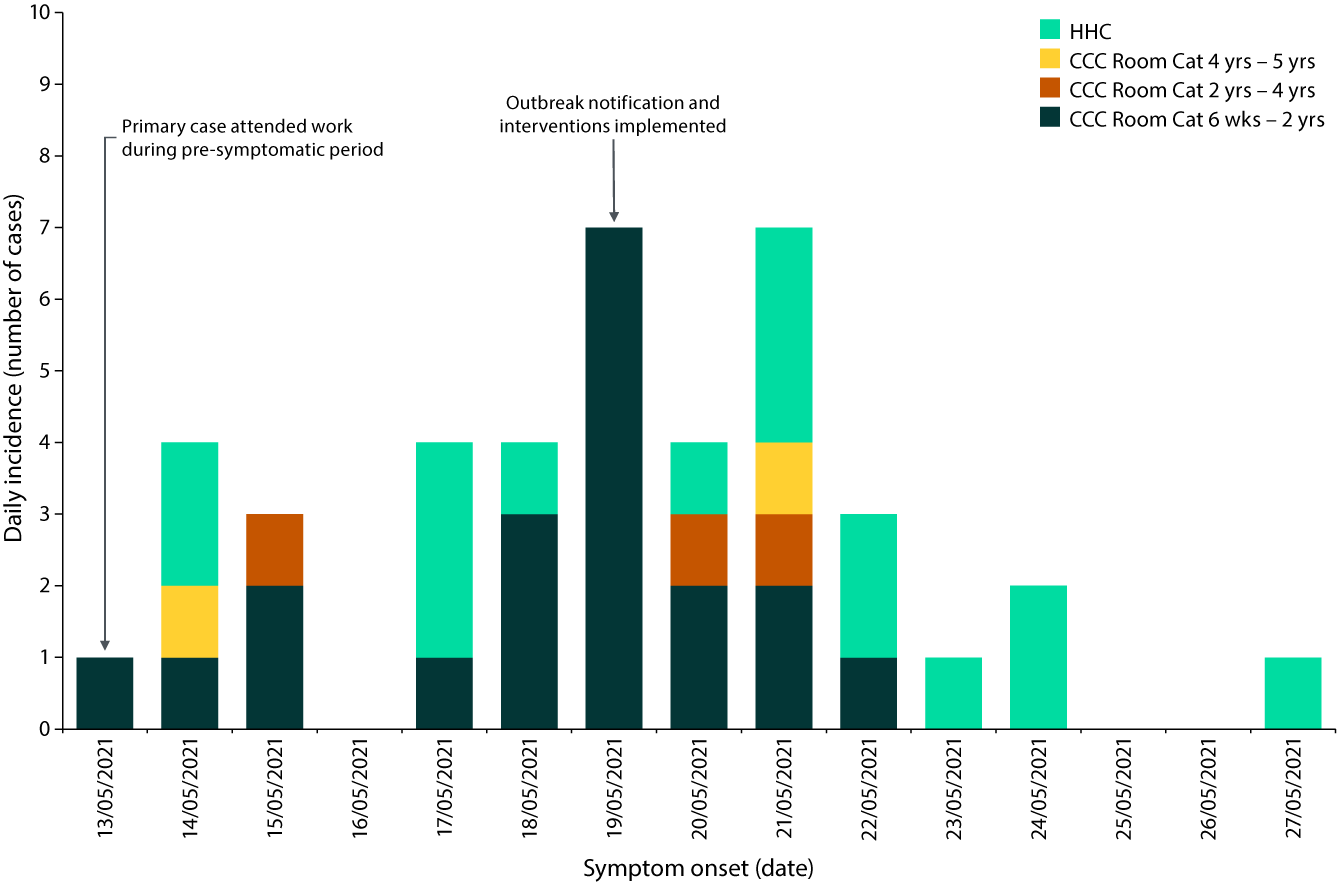 10
9
8
7
6
5
4
3
2
1
0
Daily incidence (number of cases)
Primary case attended work
during pre-symptomatic period
Outbreak notification and
interventions implemented
HHC
CCC Room Cat 4 yrs – 5 yrs
CCC Room Cat 2 yrs – 4 yrs
CCC Room Cat 6 wks – 2 yrs
13/05/2021
14/05/2021
15/05/2021
16/05/2021
17/05/2021
18/05/2021
19/05/2021
20/05/2021
21/05/2021
22/05/2021
23/05/2021
24/05/2021
25/05/2021
26/05/2021
27/05/2021
Symptom onset (date)